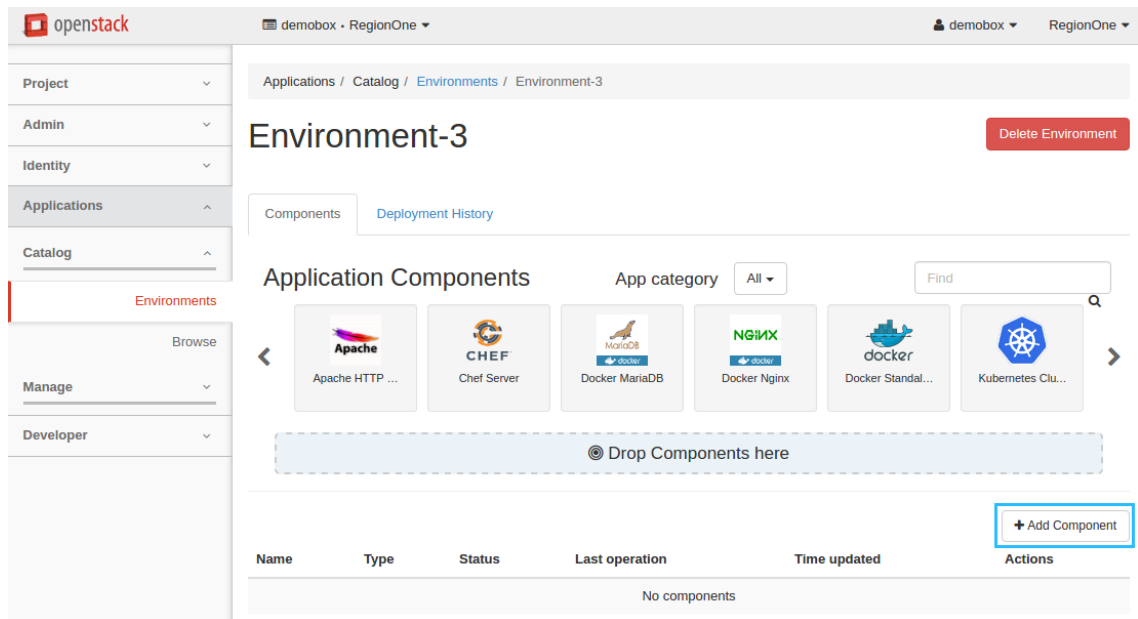 openstack
demobox • RegionOne
demobox
RegionOne
Project
Admin
Identity
Applications
Catalog
Environments
Browse
Manage
Developer
Applications / Catalog / Environments / Environment-3
Environment-3
Delete Environment
Components
Deployment History
Application Components
App category
All
Find
Apache
Apache HTTP ...
CHEF
Chef Server
MariaDB
docker
Docker MariaDB
NGiNX
docker
Docker Nginx
docker
Docker Standal...
Kubernetes Clu...
Drop Components here
+ Add Component
Name Type Status Last operation Time updated Actions
No components